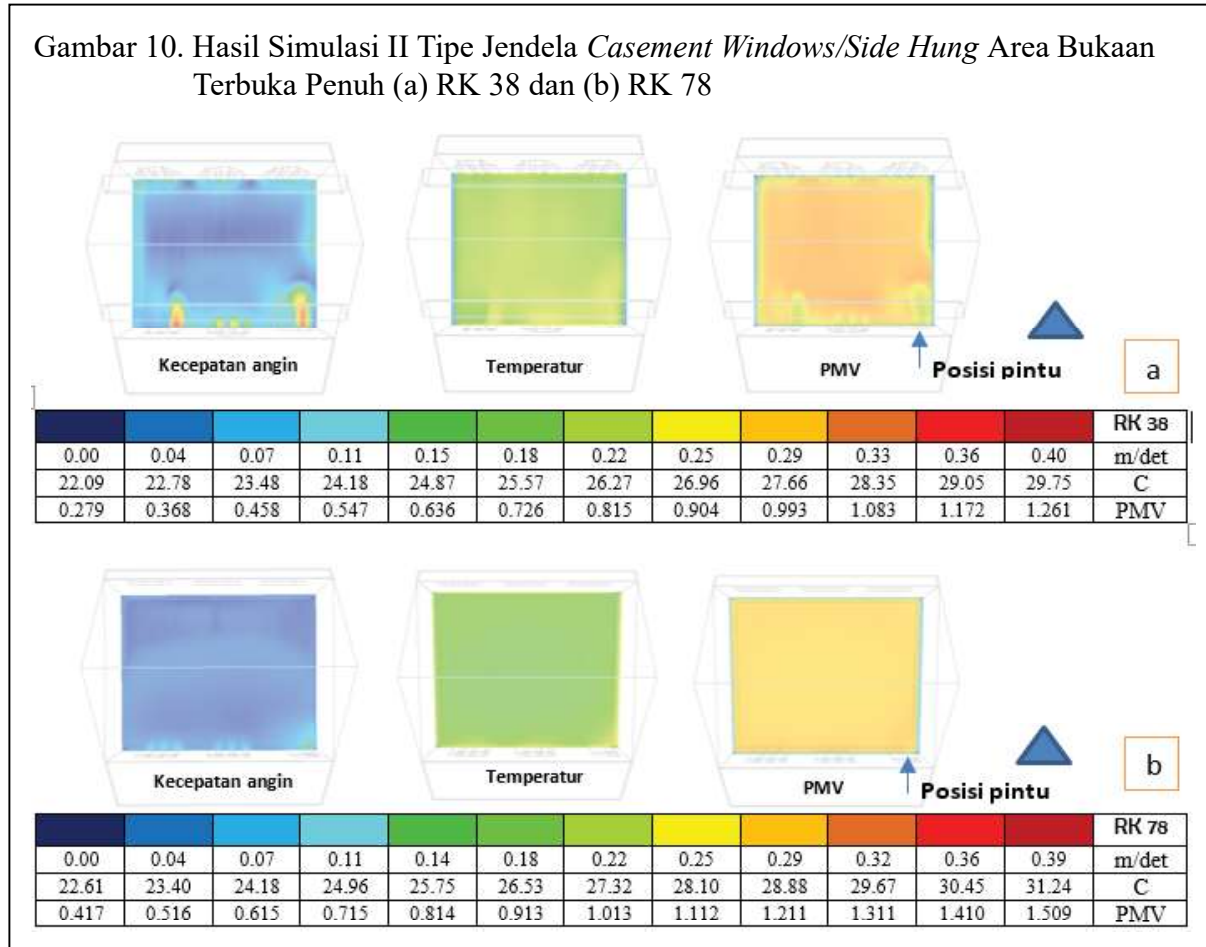 Gambar 10. Hasil Simulasi II Tipe Jendela Casement Windows/Side Hung Area Bukaan
Terbuka Penuh (a) RK 38 dan (b) RK 78
Kecepatan angin
Temperatur
PMV
Posisi pintu
a
RK 38
0.00 0.04 0.07 0.11 0.15 0.18 0.22 0.25 0.29 0.33 0.36 0.40 m/det
22.09 22.78 23.48 24.18 24.87 25.57 26.27 26.96 27.66 28.35 29.05 29.75 C
0.279 0.368 0.458 0.547 0.636 0.726 0.815 0.904 0.993 1.083 1.172 1.261 PMV
Kecepatan angin
Temperatur
PMV
Posisi pintu
b
RK 78
0.00 0.04 0.07 0.11 0.14 0.18 0.22 0.25 0.29 0.32 0.36 0.39 m/det
22.61 23.40 24.18 24.96 25.75 26.53 27.32 28.10 28.88 29.67 30.45 31.24 C
0.417 0.516 0.615 0.715 0.814 0.913 1.013 1.112 1.211 1.311 1.410 1.509 PMV